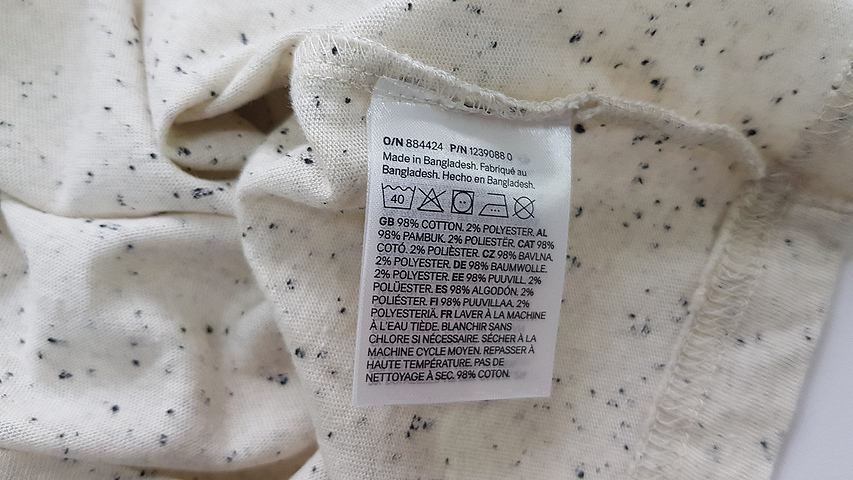 O/N 884424 P/N 1239088 0
Made in Bangladesh. Fabriqué au
Bangladesh. Hecho en Bangladesh.
40
GB 98% COTTON. 2% POLYESTER. AL
98% PAMBUK. 2% POLIESTËR. CAT 98%
COTÓ. 2% POLIÈSTER. CZ 98% BAVLNA.
2% POLYESTER. DE 98% BAUMWOLLE.
2% POLYESTER. EE 98% PUUVILL. 2%
POLÜESTER. ES 98% ALGODÓN. 2%
POLIÉSTER. FI 98% PUUVILLAA. 2%
POLYESTERIÄ. FR LAVER À LA MACHINE
À L'EAU TIÈDE. BLANCHIR SANS
CHLORE SI NÉCESSAIRE. SÉCHER À LA
MACHINE CYCLE MOYEN. REPASSER À
HAUTE TEMPÉRATURE. PAS DE
NETTOYAGE À SEC. 98% COTON.